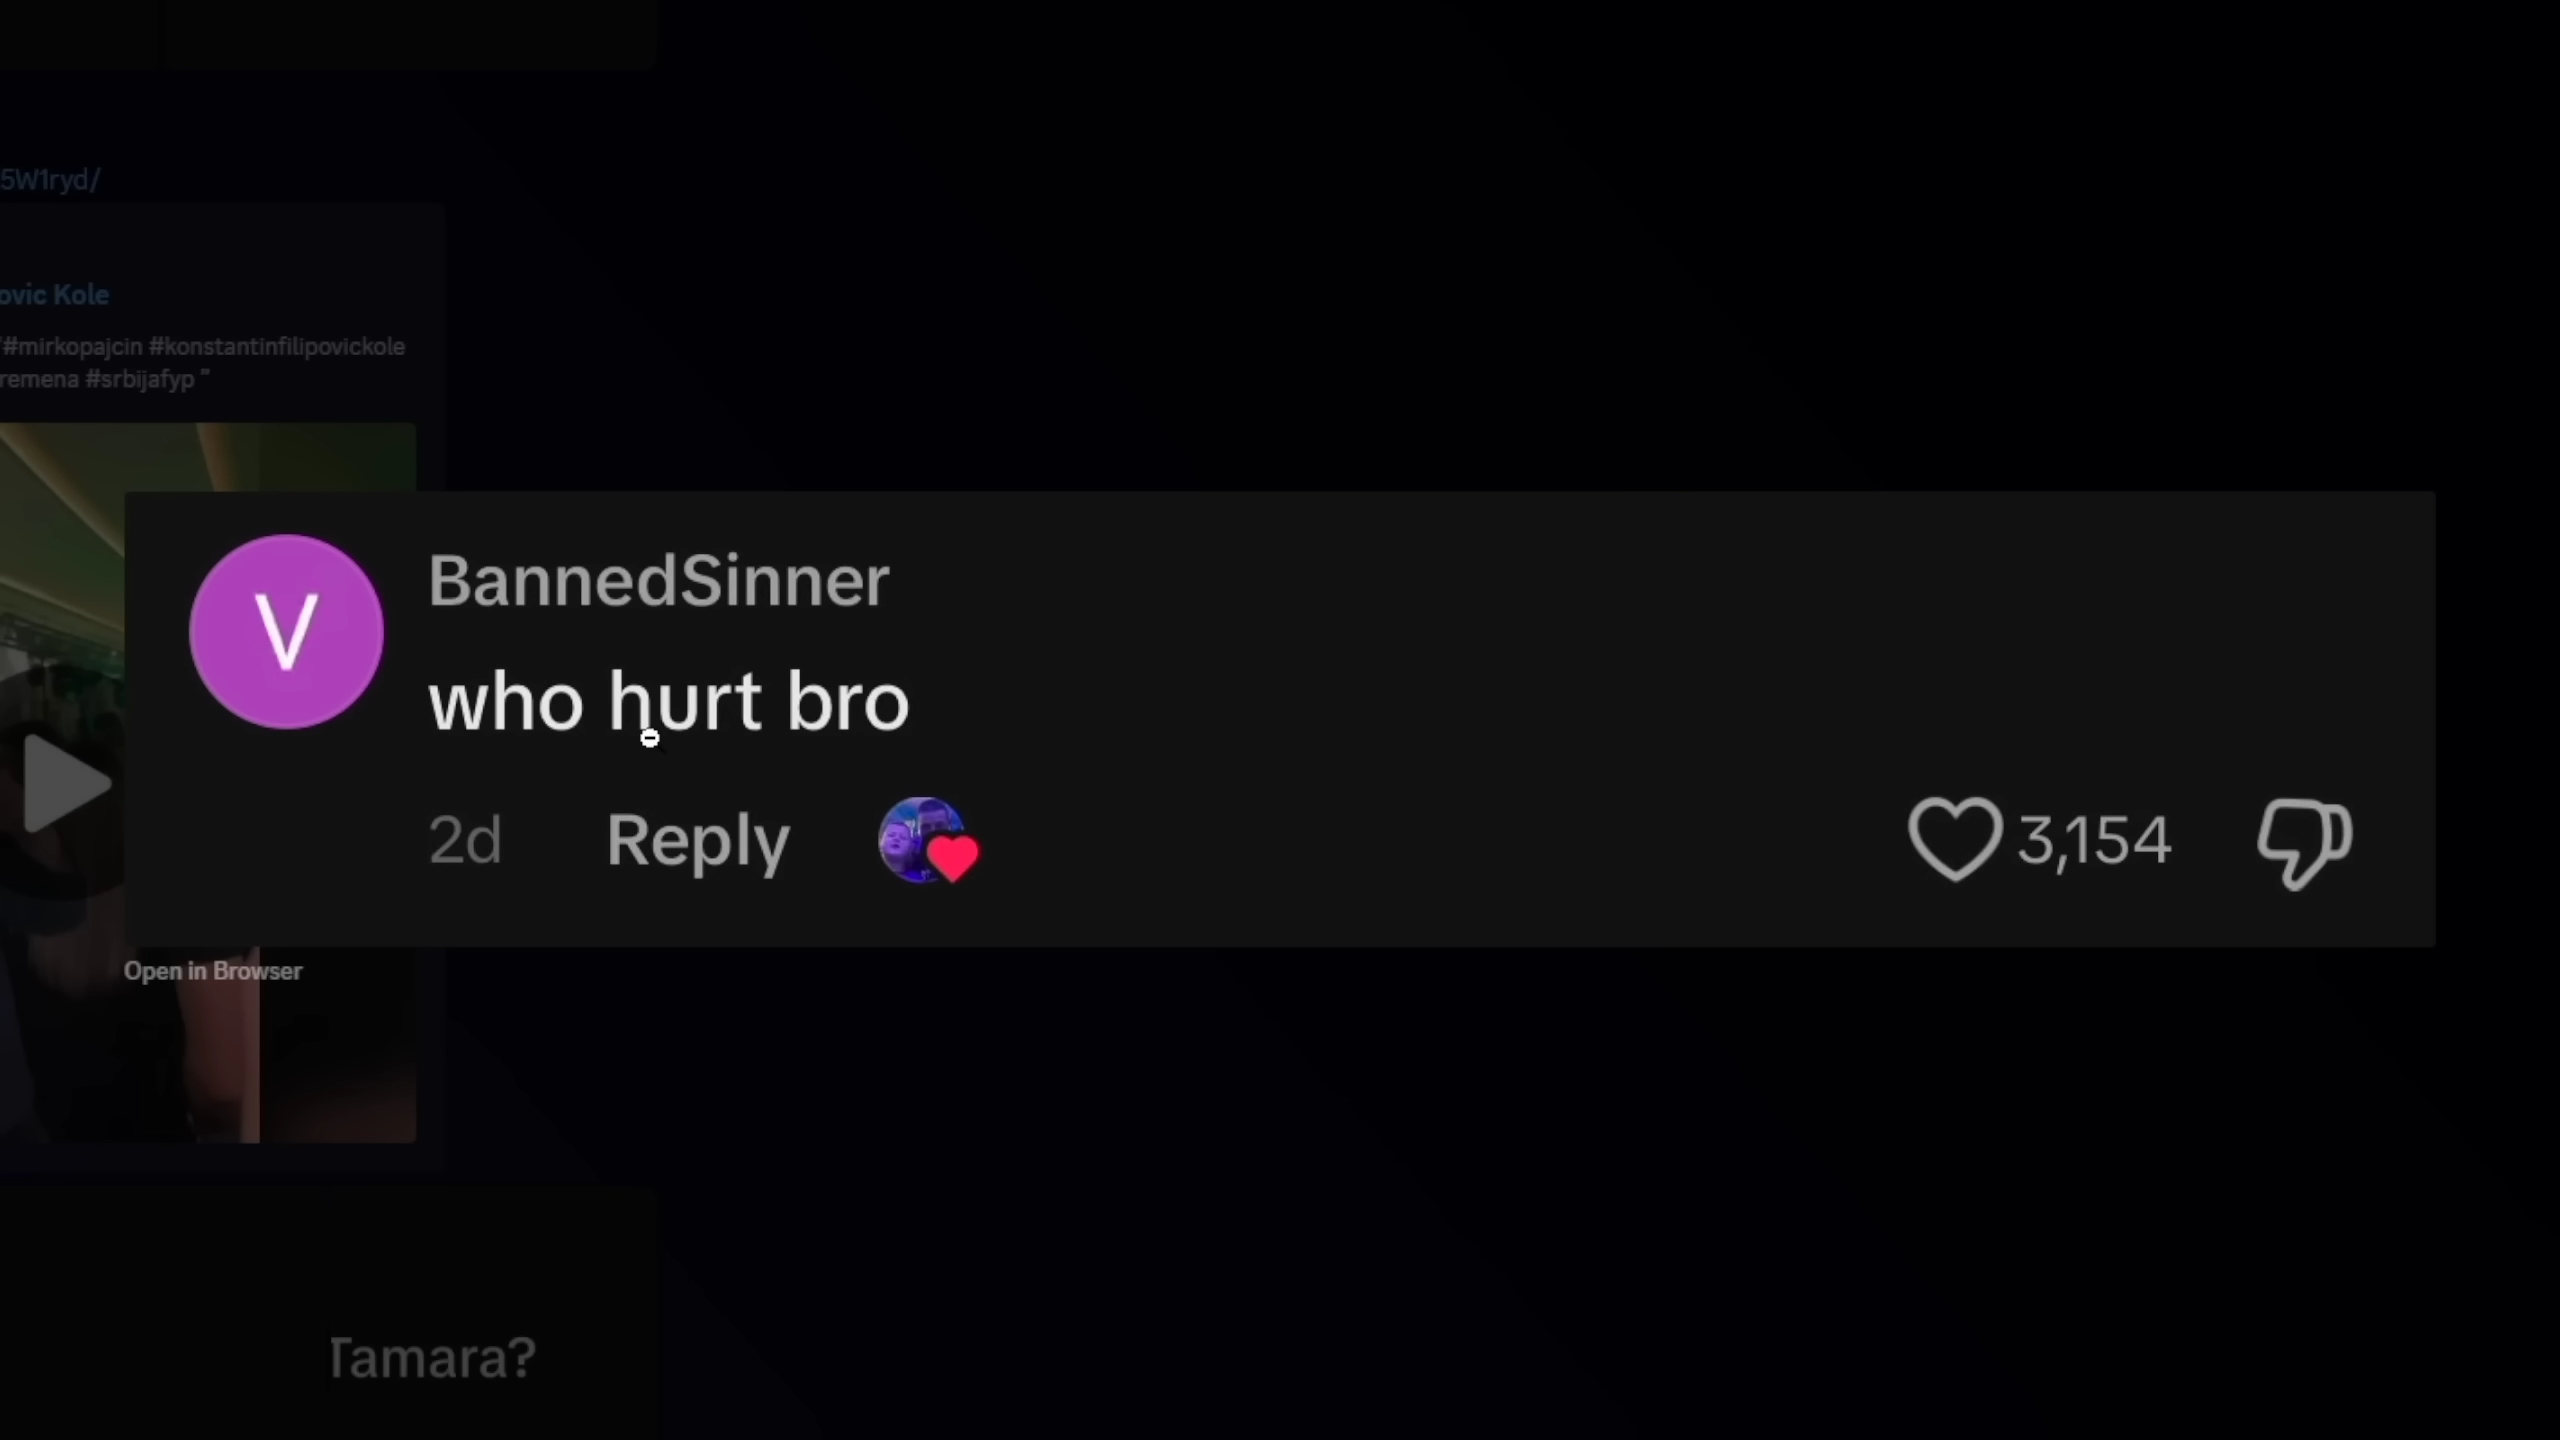 5W1ryd/
ovic Kole
#mirkopajcin #konstantinfilipovickole
remena #srbijafyp "
V
BannedSinner
who hurt bro
2d Reply
3,154
Open in Browser
Tamara?